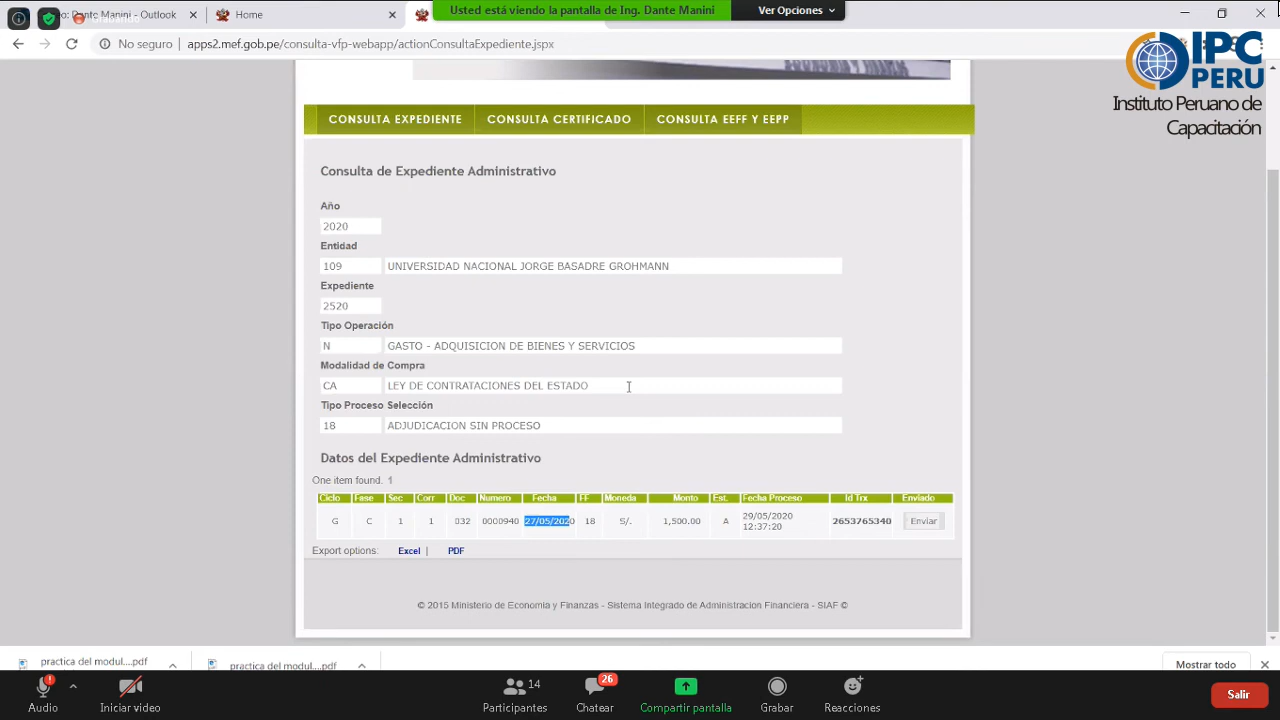 Dante Manini - Outlook
Home
Usted está viendo la pantalla de Ing. Dante Manini
Ver Opciones
No seguro
apps2.mef.gob.pe/consulta-vfp-webapp/actionConsultaExpediente.jspx
IPC
PERU
Instituto Peruano de
Capacitación
CONSULTA EXPEDIENTE CONSULTA CERTIFICADO CONSULTA EEFF Y EEPP
Consulta de Expediente Administrativo
Año
2020
Entidad
109 UNIVERSIDAD NACIONAL JORGE BASADRE GROHMANN
Expediente
2520
Tipo Operación
N GASTO - ADQUISICION DE BIENES Y SERVICIOS
Modalidad de Compra
CA LEY DE CONTRATACIONES DEL ESTADO
Tipo Proceso Selección
18 ADJUDICACION SIN PROCESO
Datos del Expediente Administrativo
One item found. 1
Ciclo Fase Sec Corr Doc Numero Fecha FF Moneda Monto Est. Fecha Proceso Id Trx Enviado
G C 1 1 032 0000940 27/05/2020 18 S/. 1,500.00 A 29/05/2020 12:37:20 2653765340 Enviar
Export options: Excel | PDF
© 2015 Ministerio de Economia y Finanzas - Sistema Integrado de Administracion Financiera - SIAF ©
practica del modul....pdf
practica del modul....pdf
Mostrar todo
14
26
Audio
Iniciar video
Participantes
Chatear
Compartir pantalla
Grabar
Reacciones
Salir